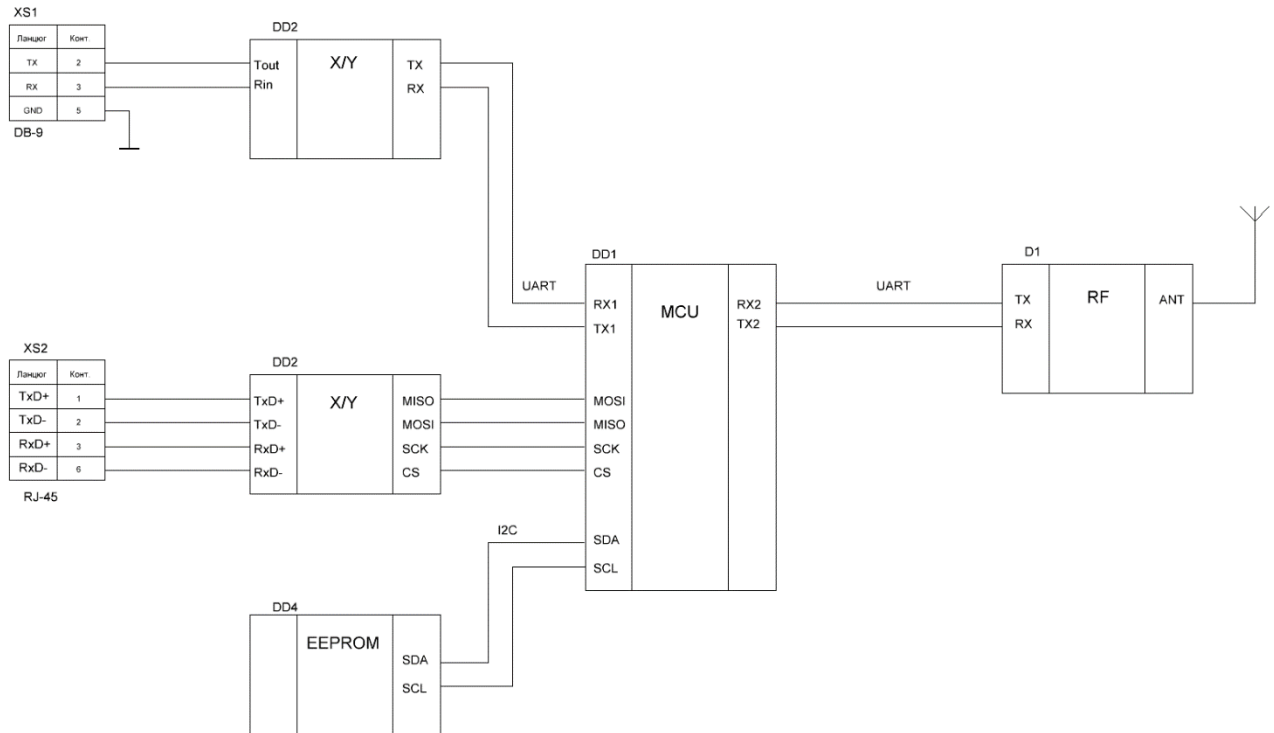 XS1
Ланцюг Конт.
TX 2
RX 3
GND 5
DB-9
DD2
X/Y
Tout TX
Rin RX
UART
DD1
MCU
RX1 RX2
TX1 TX2
MOSI
MISO
SCK
CS
SDA
SCL
UART
D1
RF
TX ANT
RX
XS2
Ланцюг Конт.
TxD+ 1
TxD- 2
RxD+ 3
RxD- 6
RJ-45
DD2
X/Y
TxD+ MISO
TxD- MOSI
RxD+ SCK
RxD- CS
I2C
DD4
EEPROM
SDA
SCL